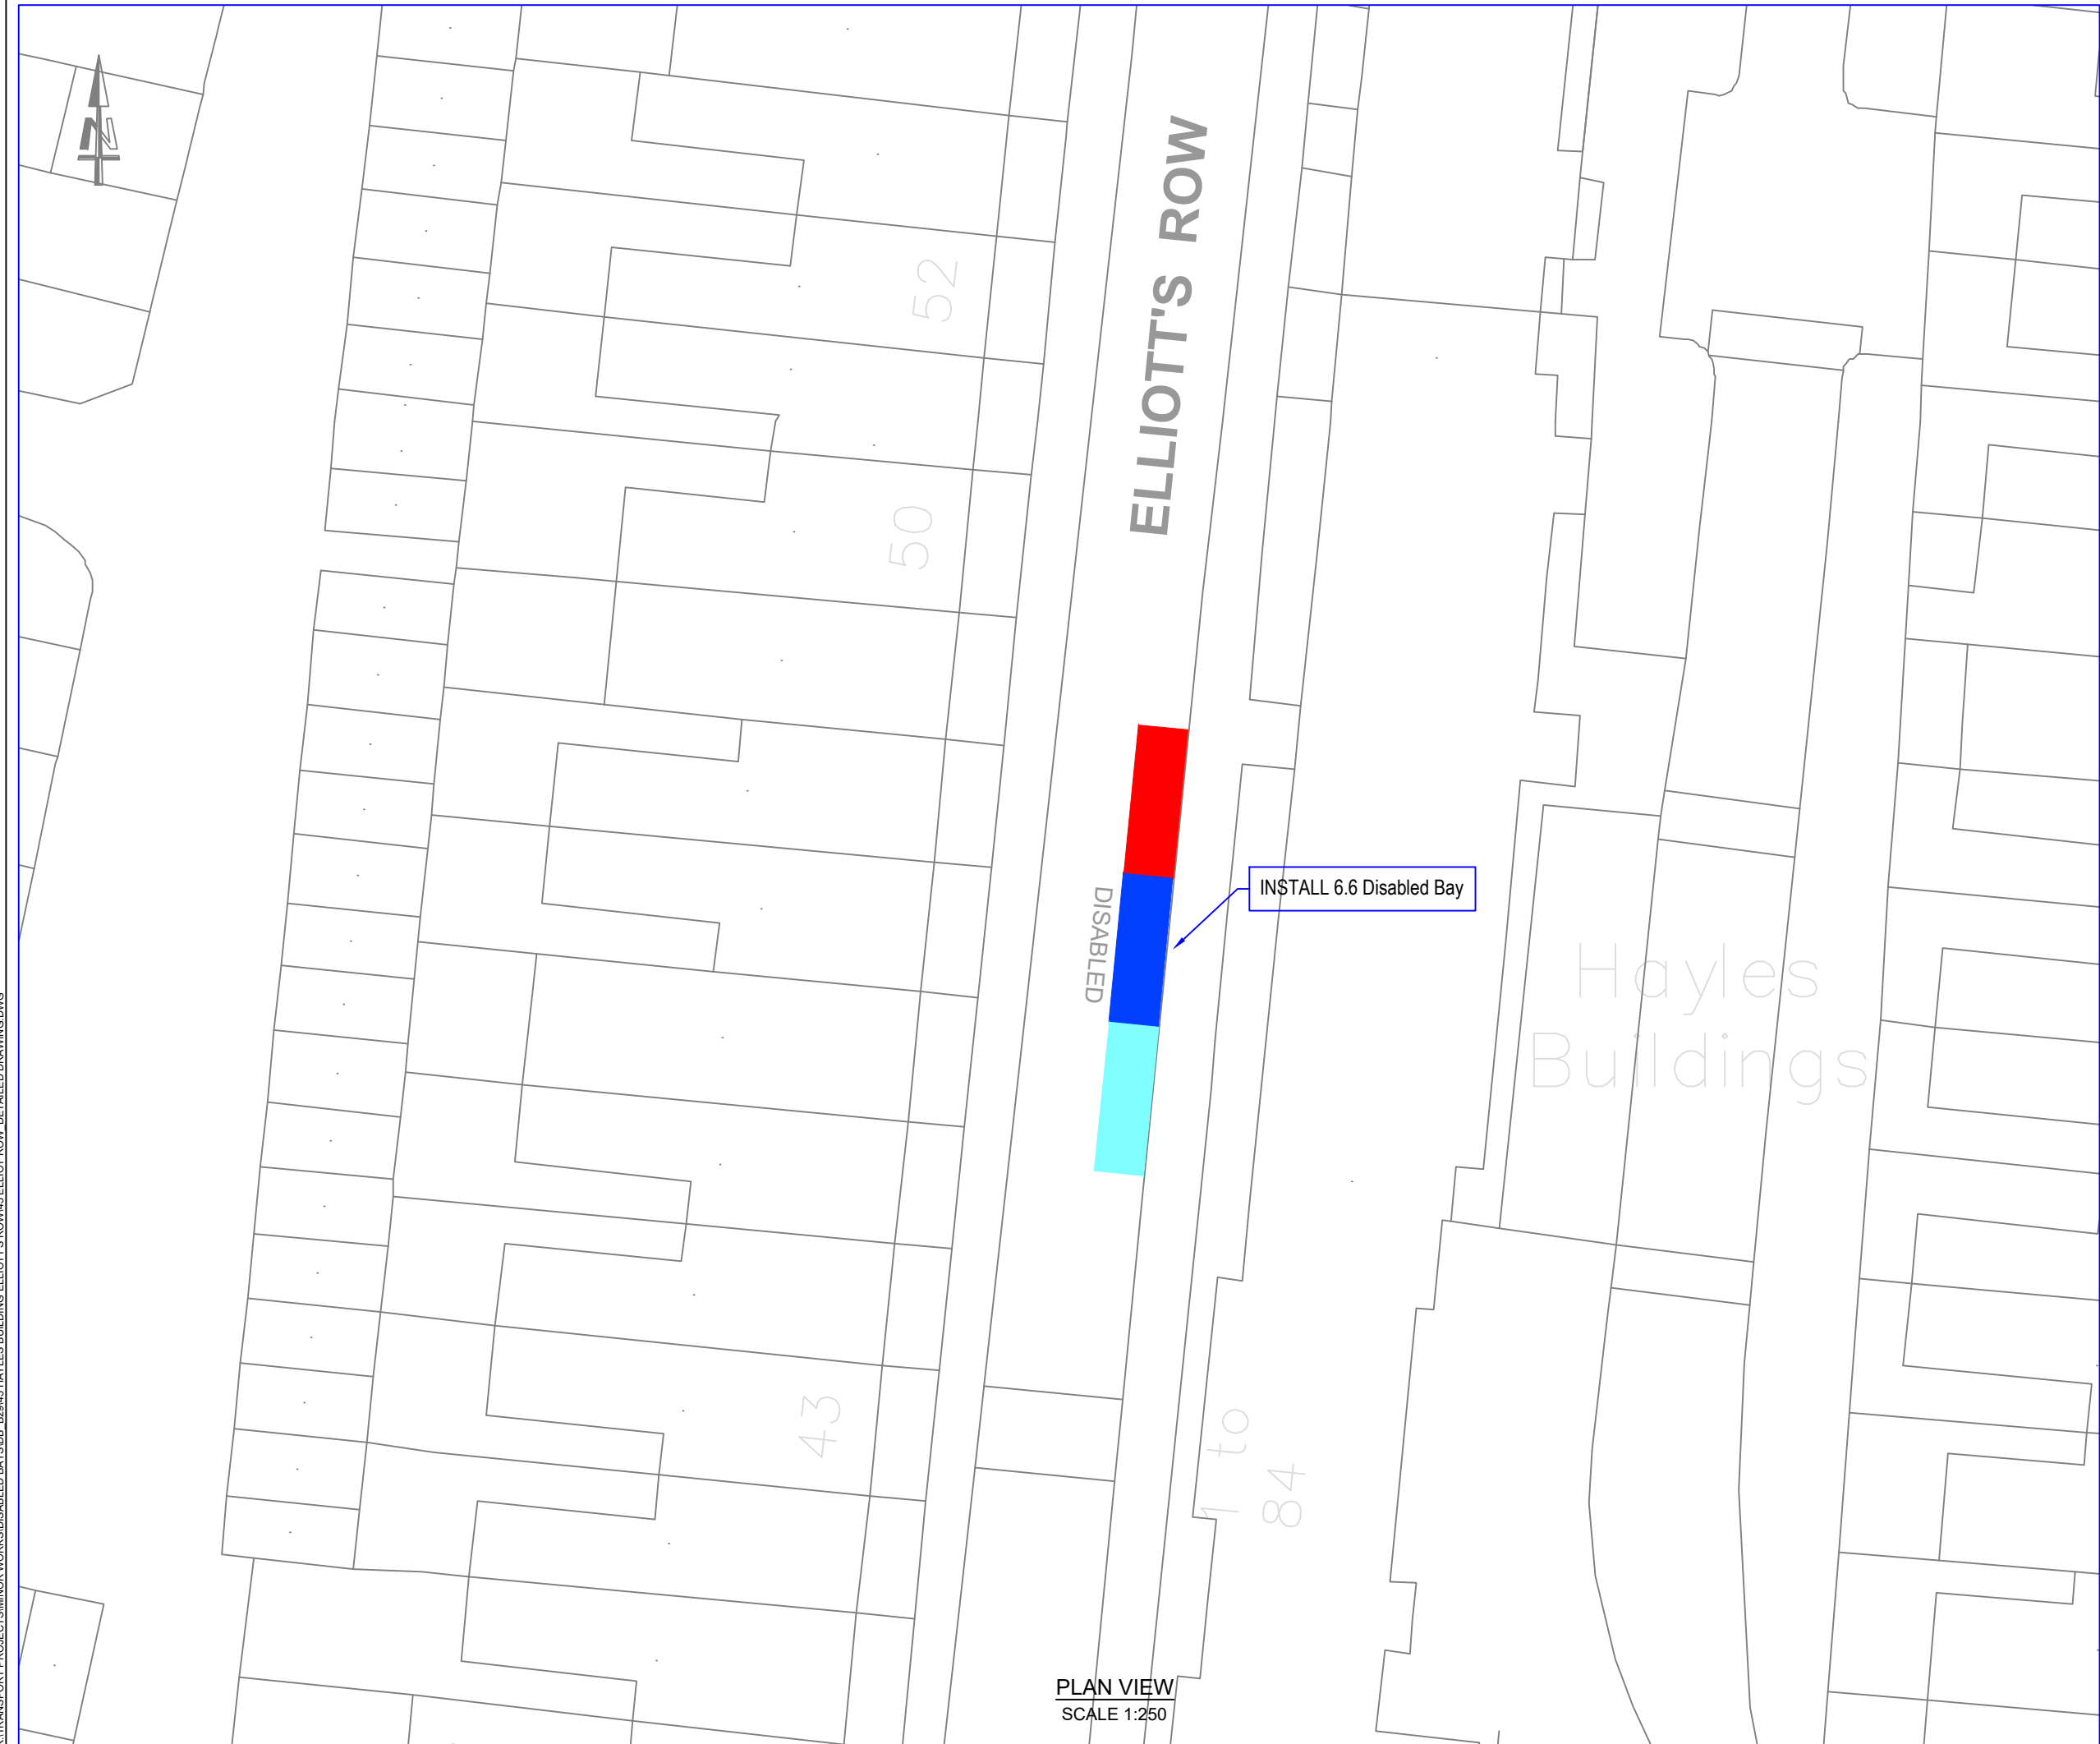 N
ELLIOTT'S ROW
52
50
DISABLED
INSTALL 6.6 Disabled Bay
Hayles
Buildings
43
1 to
84
PLAN VIEW
SCALE 1:250